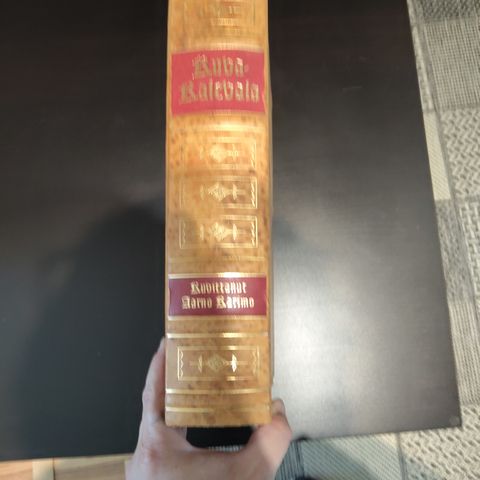 Kuva-
Kalevala
Kuvittanut
Aarno Karimo